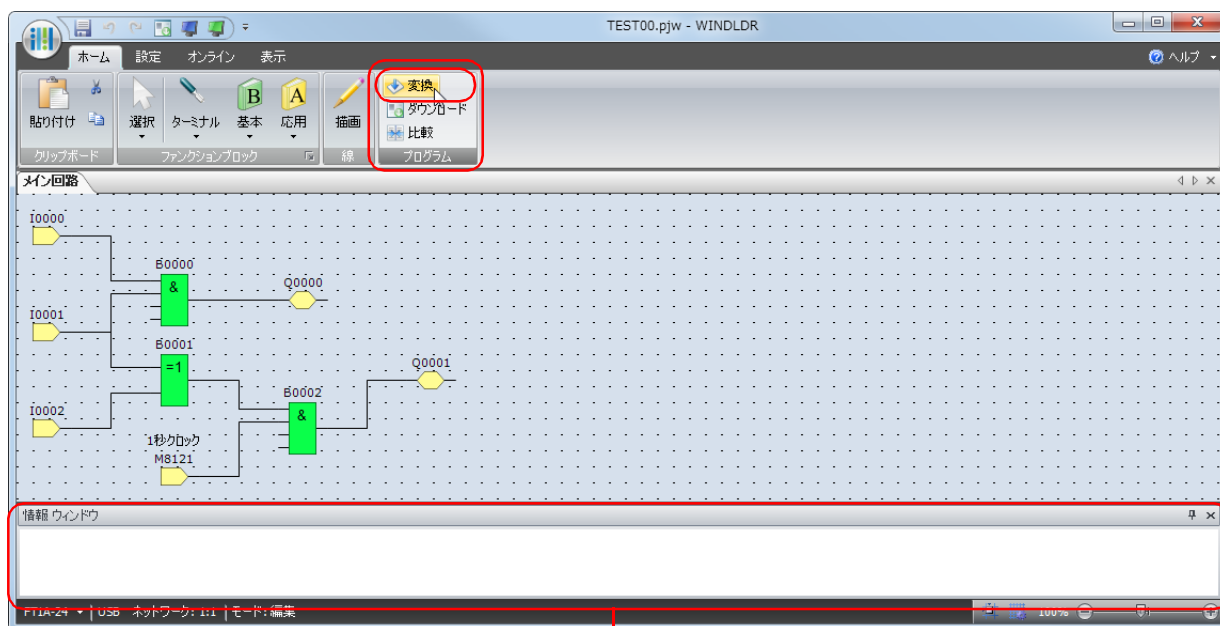 TEST00.pjw - WINDLDR
ホーム 設定 オンライン 表示 ヘルプ
貼り付け 選択 ターミナル 基本 応用 描画 変換
ダウンロード
比較
クリップボード ファンクションブロック 線 プログラム
メイン回路
I0000
B0000
&
Q0000
I0001
B0001
=1
Q0001
B0002
&
I0002
1秒クロック
M8121
情報 ウィンドウ
FT1A-24 USB ネットワーク: 1:1 モード: 編集 100%